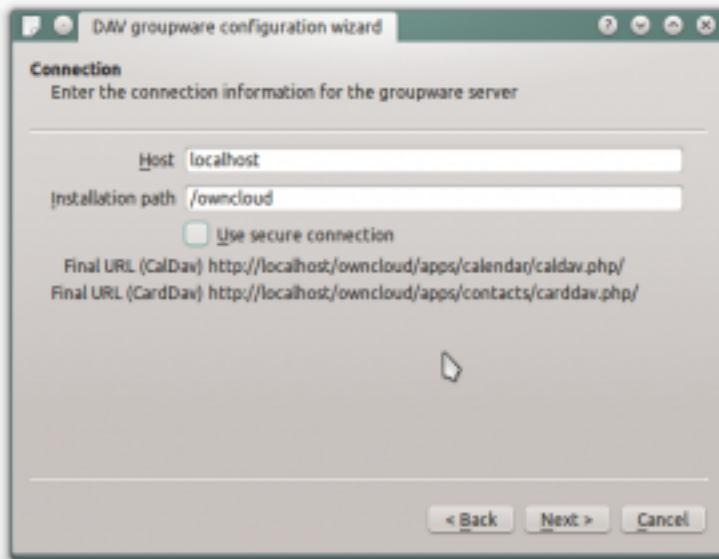 DAV groupware configuration wizard
Connection
Enter the connection information for the groupware server
Host localhost
Installation path /owncloud
Use secure connection
Final URL (CalDav) http://localhost/owncloud/apps/calendar/caldav.php/
Final URL (CardDav) http://localhost/owncloud/apps/contacts/carddav.php/
< Back Next > Cancel